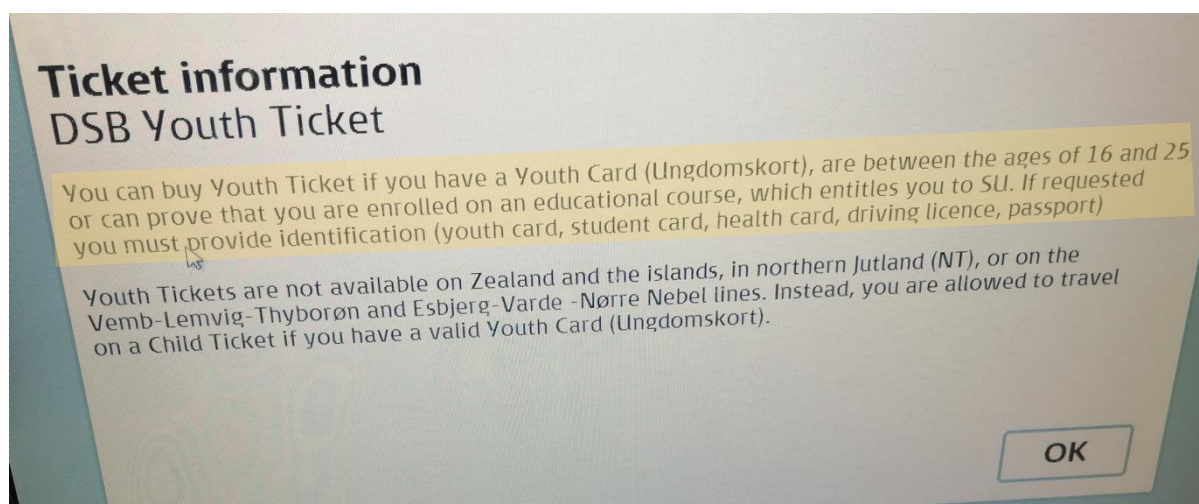 Ticket information
DSB Youth Ticket
You can buy Youth Ticket if you have a Youth Card (Ungdomskort), are between the ages of 16 and 25
or can prove that you are enrolled on an educational course, which entitles you to SU. If requested
you must provide identification (youth card, student card, health card, driving licence, passport)
Youth Tickets are not available on Zealand and the islands, in northern Jutland (NT), or on the
Vemb-Lemvig-Thyborøn and Esbjerg-Varde -Nørre Nebel lines. Instead, you are allowed to travel
on a Child Ticket if you have a valid Youth Card (Ungdomskort).
OK